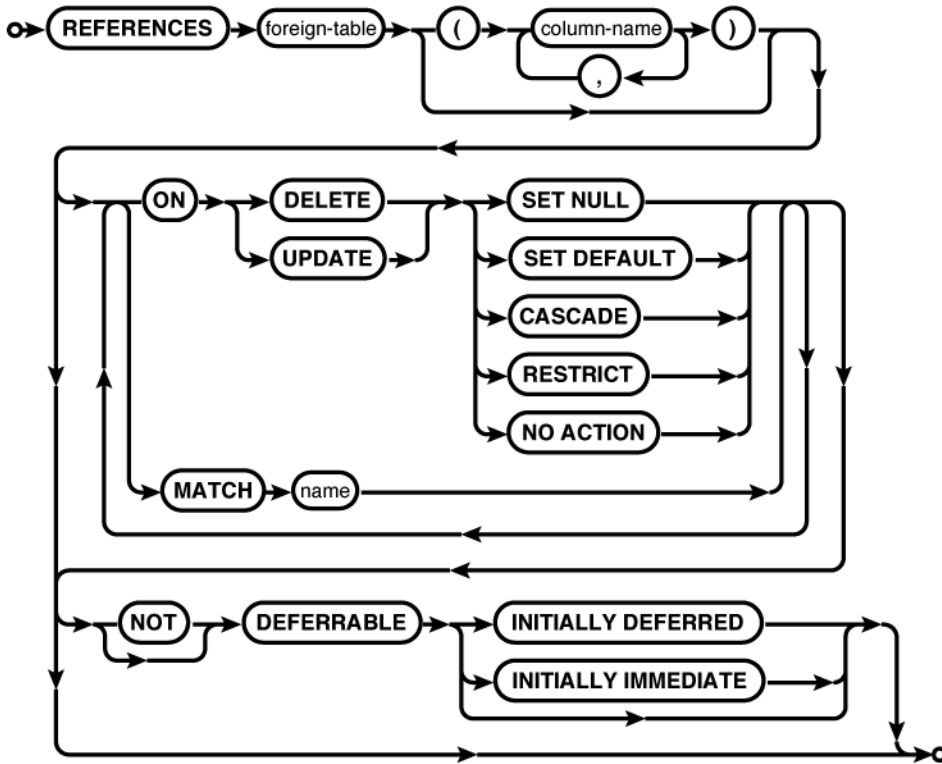 REFERENCES foreign-table ( column-name )
,
ON DELETE SET NULL
UPDATE SET DEFAULT
CASCADE
RESTRICT
NO ACTION
MATCH name
NOT DEFERRABLE INITIALLY DEFERRED
INITIALLY IMMEDIATE